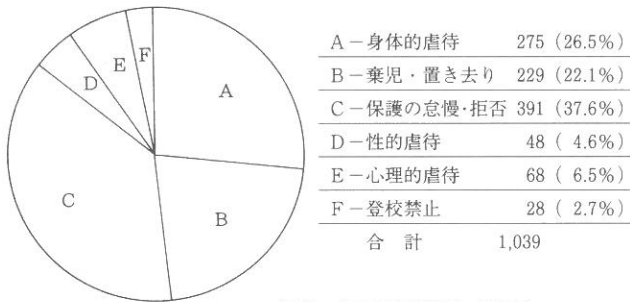 A－身体的虐待 275 (26.5%)
B－棄児・置き去り 229 (22.1%)
C－保護の怠慢・拒否 391 (37.6%)
D－性的虐待 48 ( 4.6%)
E－心理的虐待 68 ( 6.5%)
F－登校禁止 28 ( 2.7%)
合 計 1,039
A
B
C
D
E
F